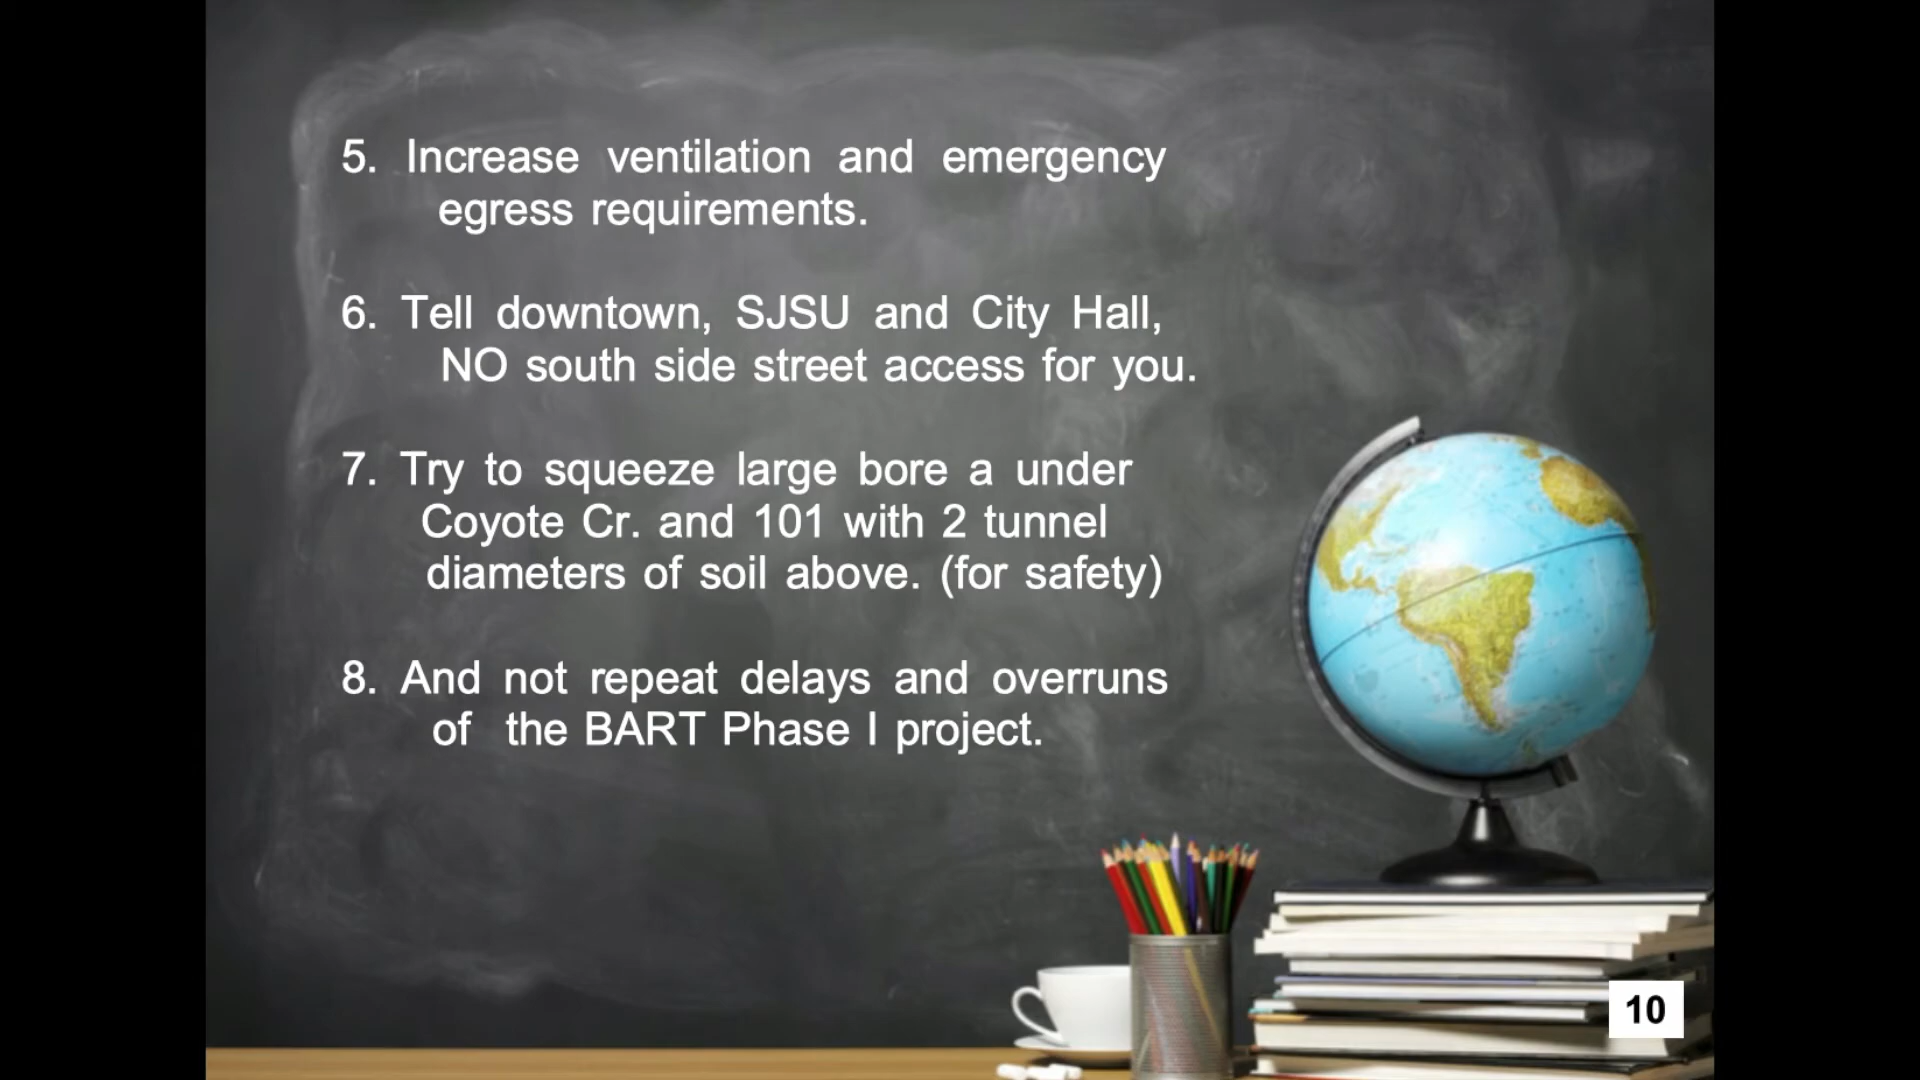 5. Increase ventilation and emergency
egress requirements.
6. Tell downtown, SJSU and City Hall,
NO south side street access for you.
7. Try to squeeze large bore a under
Coyote Cr. and 101 with 2 tunnel
diameters of soil above. (for safety)
8. And not repeat delays and overruns
of the BART Phase I project.
10